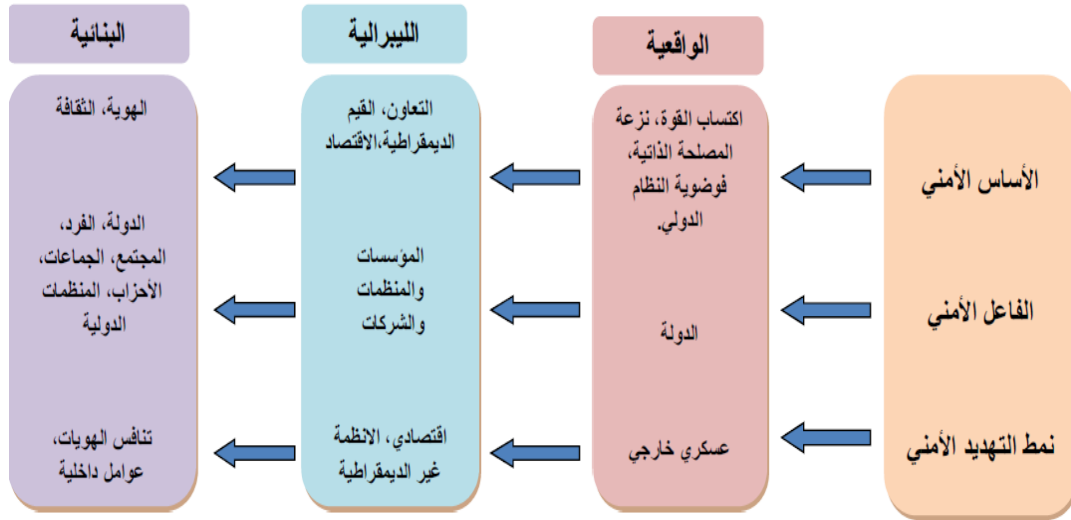 الواقعية
الليبرالية
البنائية
الأساس الأمني
اكتساب القوة، نزعة
المصلحة الذاتية،
فوضوية النظام
الدولي.
التعاون، القيم
الديمقراطية،الاقتصاد
الهوية، الثقافة
الفاعل الأمني
الدولة
المؤسسات
والمنظمات
والشركات
الدولة، الفرد،
المجتمع، الجماعات،
الأحزاب، المنظمات
الدولية
نمط التهديد الأمني
عسكري خارجي
اقتصادي، الانظمة
غير الديمقراطية
تنافس الهويات،
عوامل داخلية